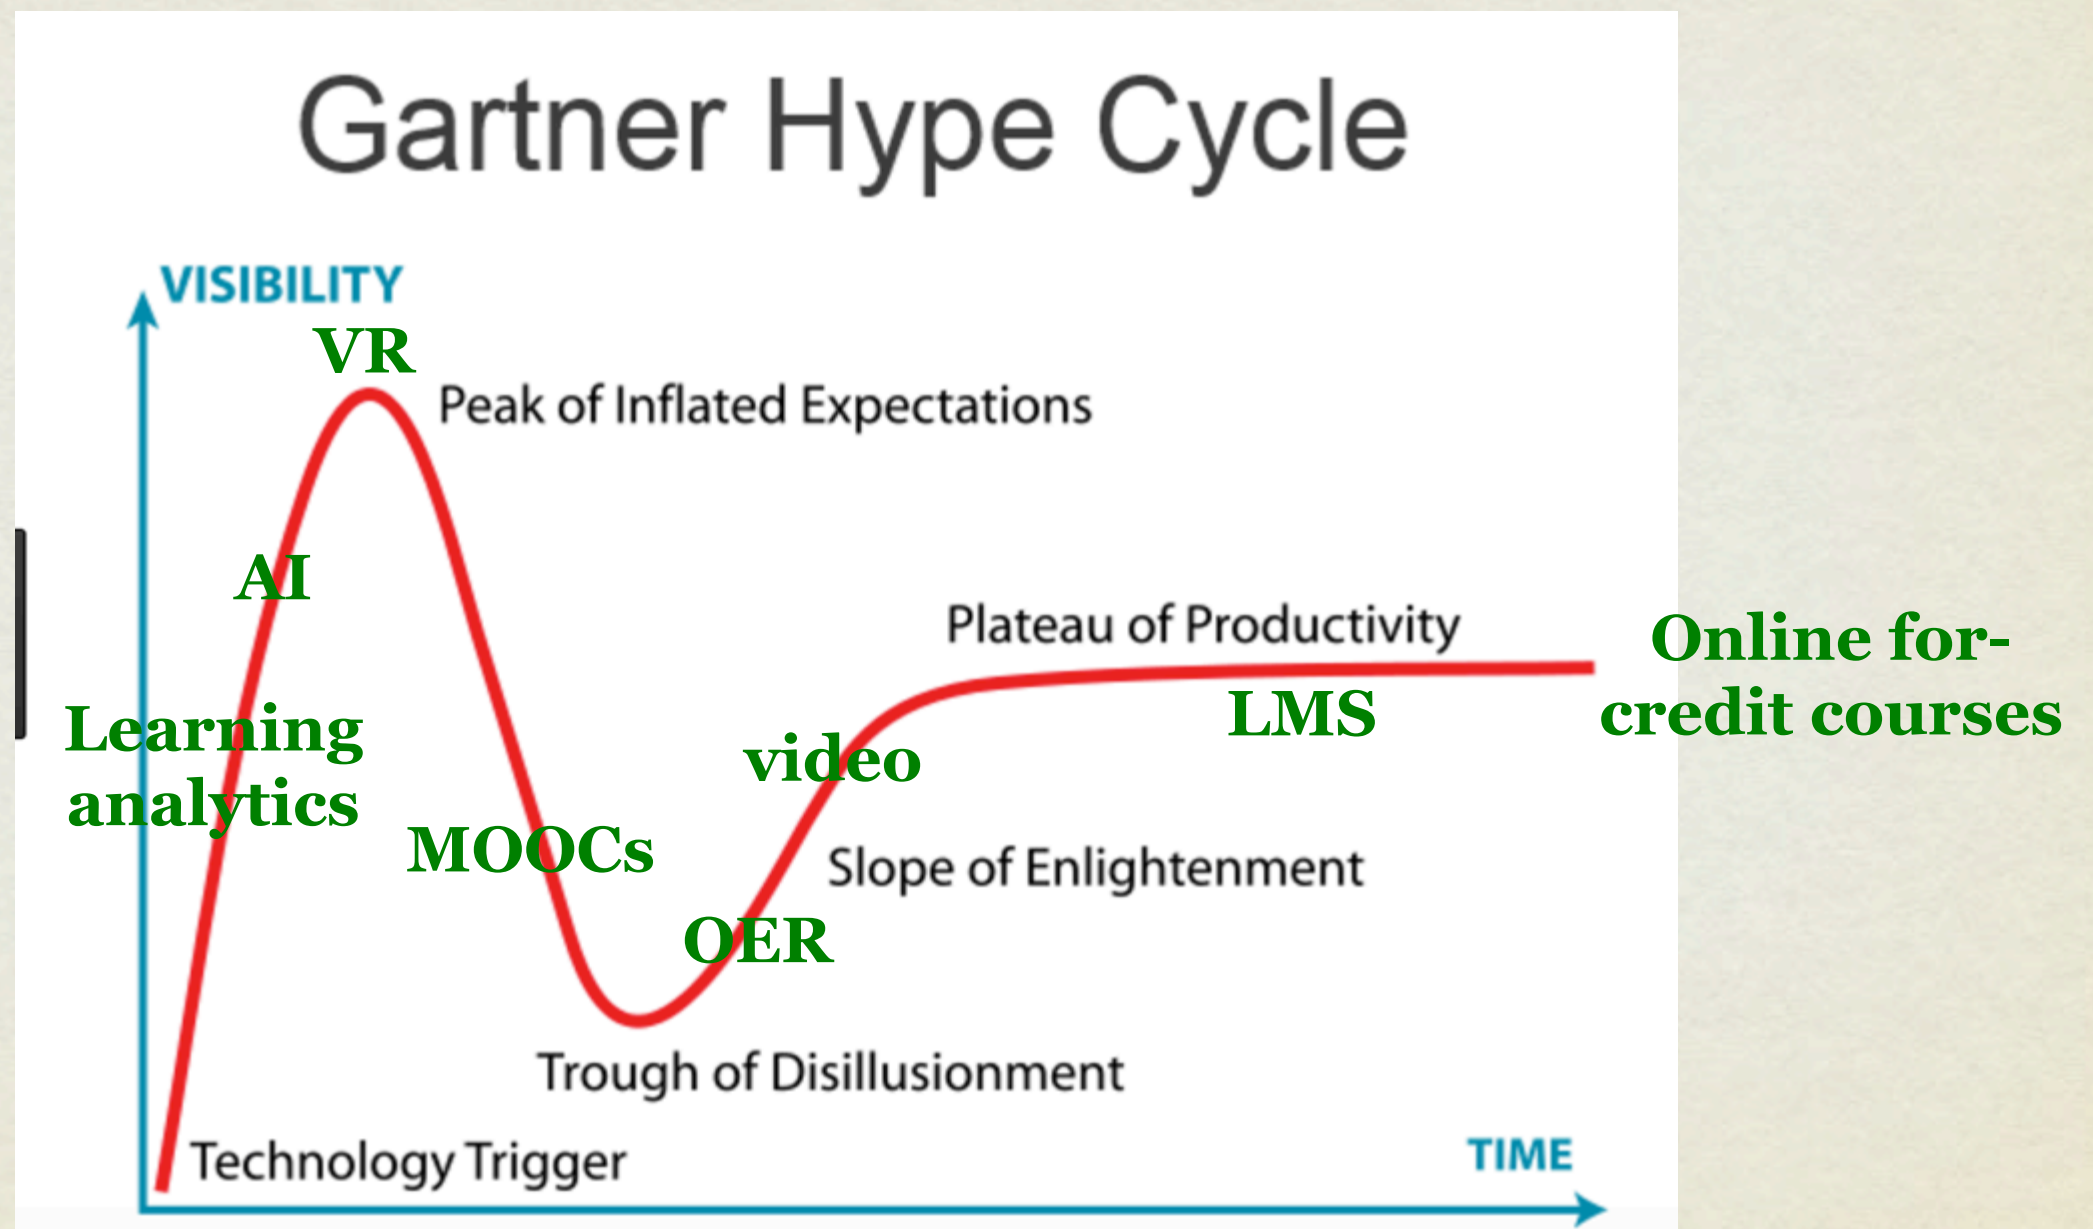 Gartner Hype Cycle
VISIBILITY
VR
Peak of Inflated Expectations
AI
Plateau of Productivity
Online for-
credit courses
LMS
Learning
analytics
video
MOOCs
Slope of Enlightenment
OER
Trough of Disillusionment
Technology Trigger
TIME